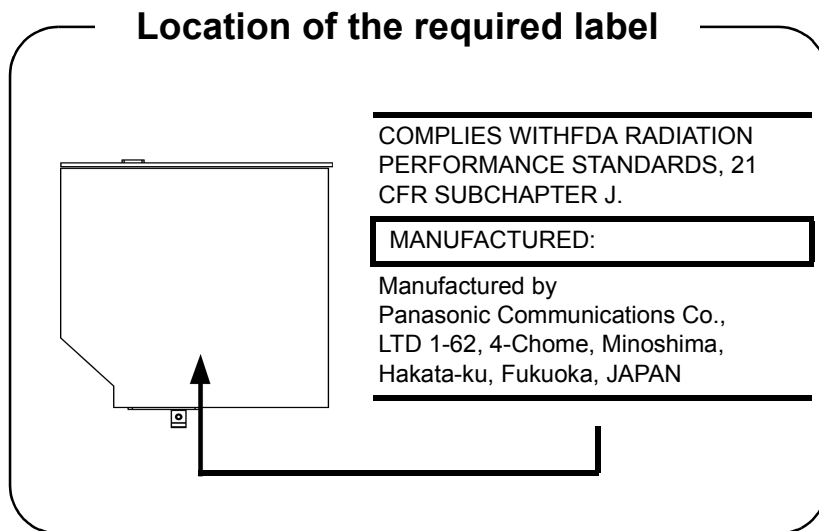 Location of the required label
COMPLIES WITHFDA RADIATION
PERFORMANCE STANDARDS, 21
CFR SUBCHAPTER J.
MANUFACTURED:
Manufactured by
Panasonic Communications Co.,
LTD 1-62, 4-Chome, Minoshima,
Hakata-ku, Fukuoka, JAPAN